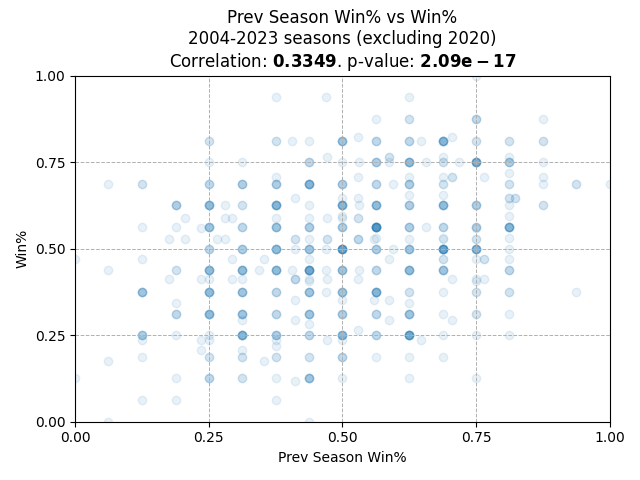 Prev Season Win% vs Win%
2004-2023 seasons (excluding 2020)
Correlation: 0.3349. p-value: 2.09e − 17
1.00
0.75
0.50
0.25
0.00
Win%
0.00 0.25 0.50 0.75 1.00
Prev Season Win%